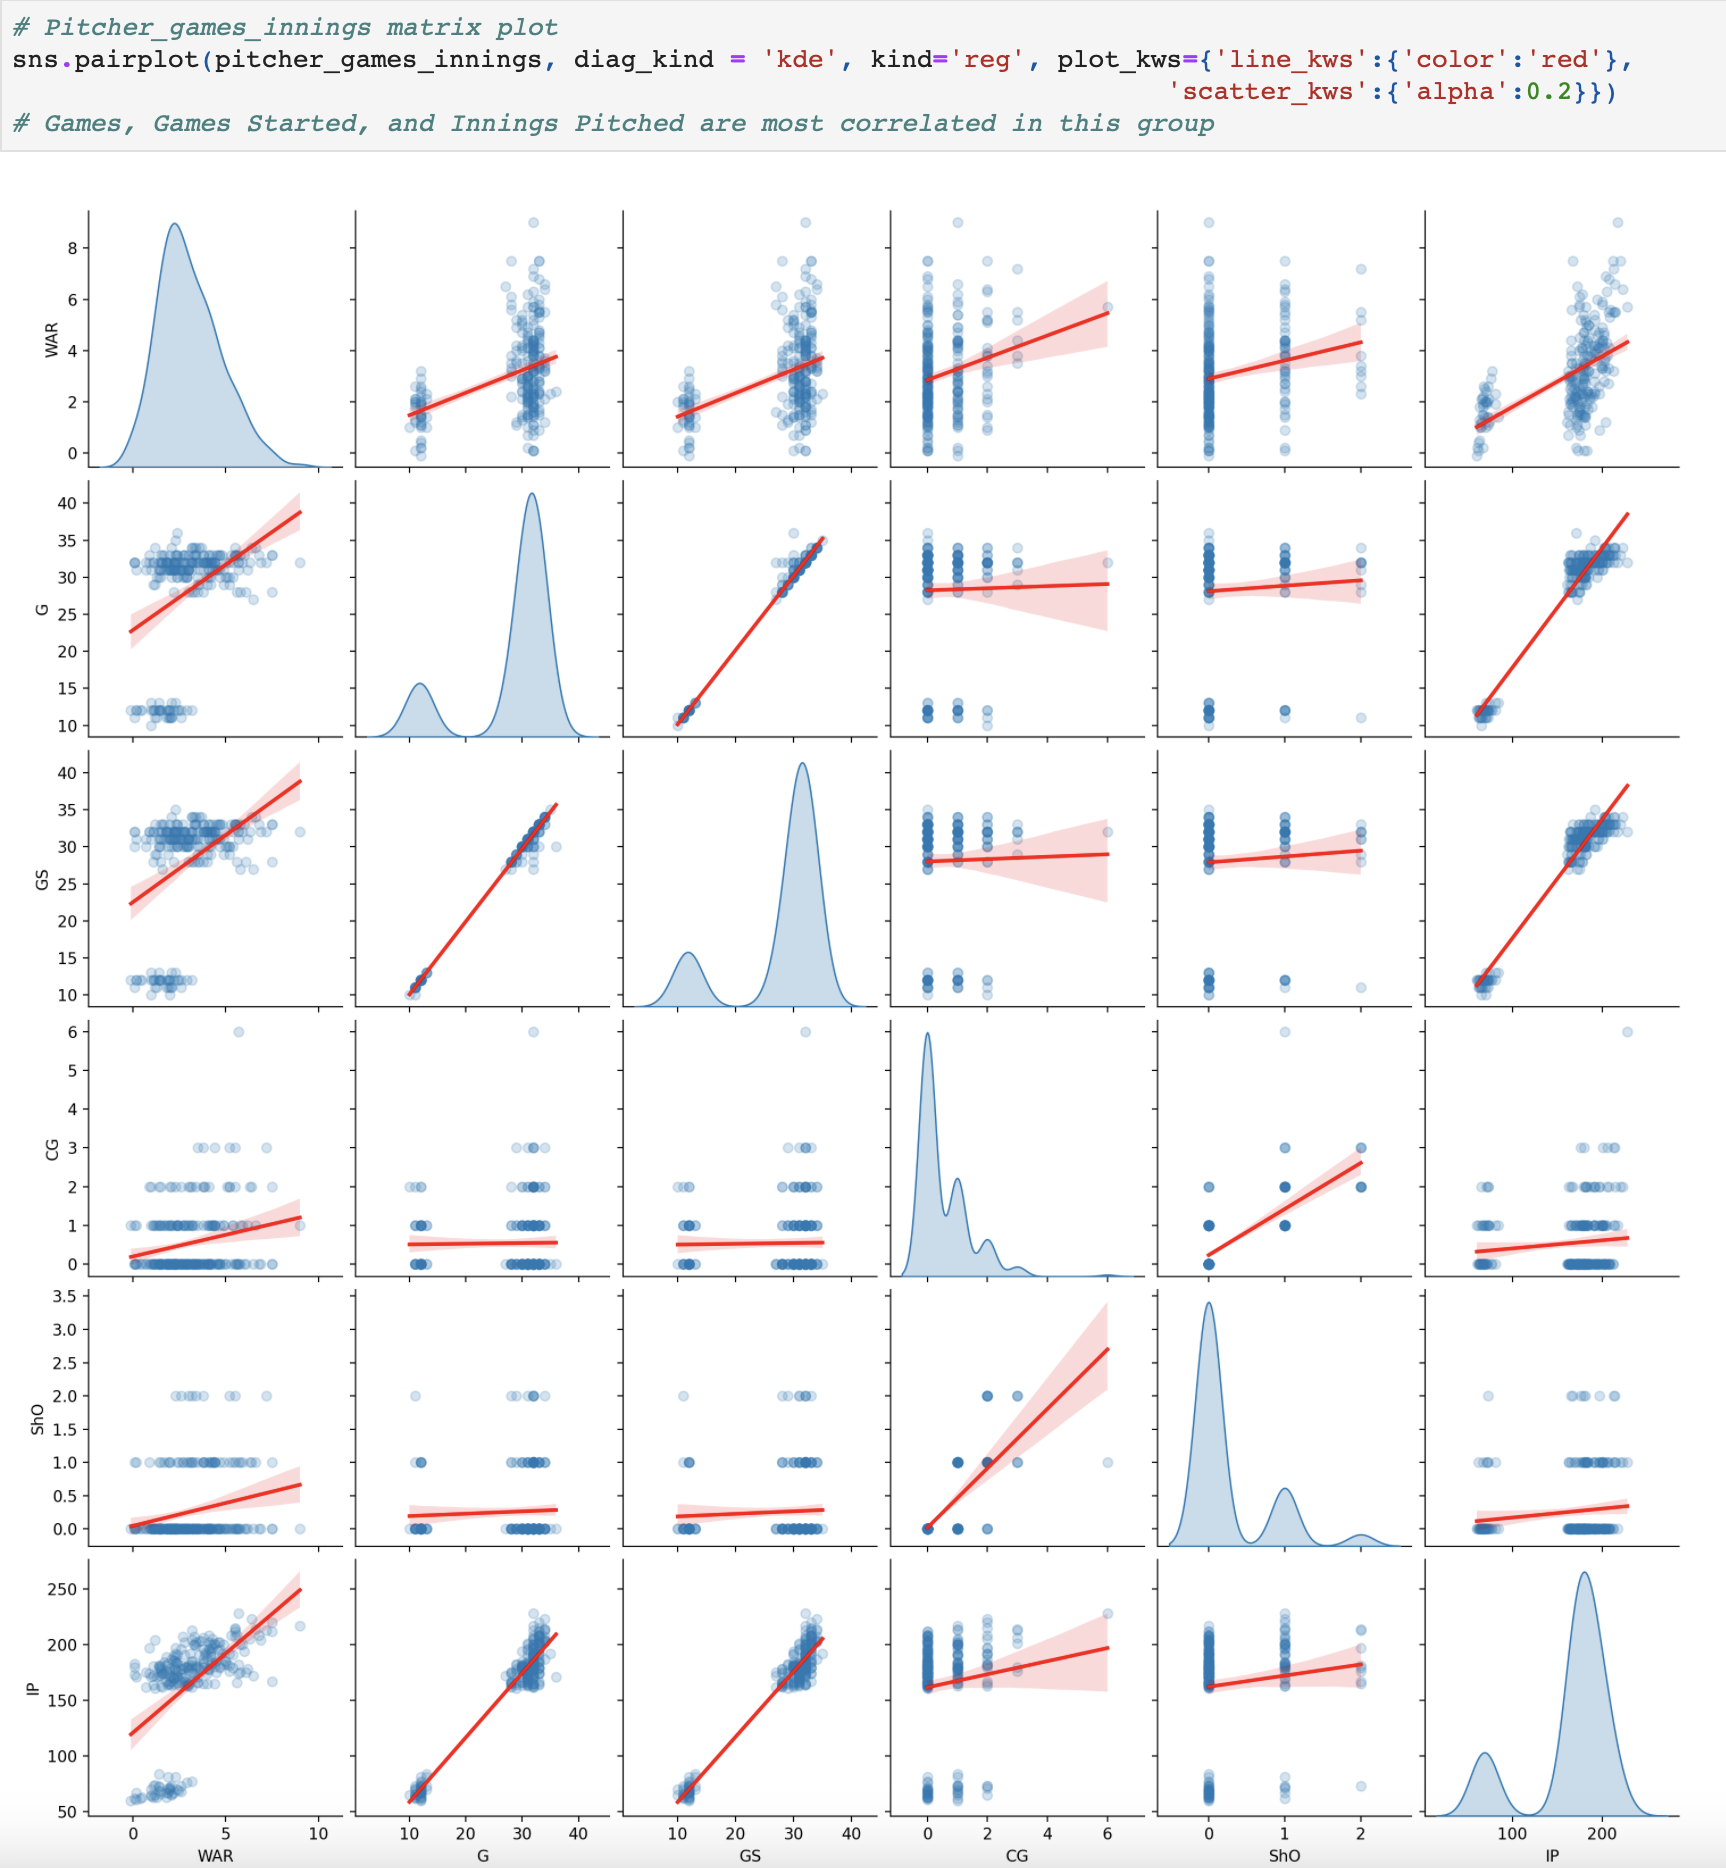 # Pitcher_games_innings matrix plot
sns.pairplot(pitcher_games_innings, diag_kind = 'kde', kind='reg', plot_kws={'line_kws':{'color':'red'},
'scatter_kws':{'alpha':0.2}})
# Games, Games Started, and Innings Pitched are most correlated in this group
8
6
4
2
0
WAR
40
35
30
25
20
15
10
G
40
35
30
25
20
15
10
GS
6
5
4
3
2
1
0
CG
3.5
3.0
2.5
2.0
1.5
1.0
0.5
0.0
ShO
250
200
150
100
50
IP
0 5 10
10 20 30 40
10 20 30 40
0 2 4 6
0 1 2
100 200
WAR G GS CG ShO IP